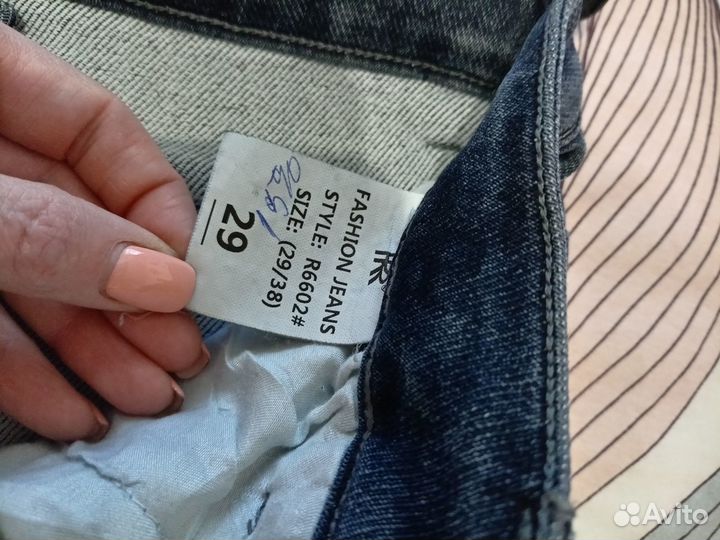 FASHION JEANS
STYLE: R6602#
SIZE: (29/38)
29
Avito